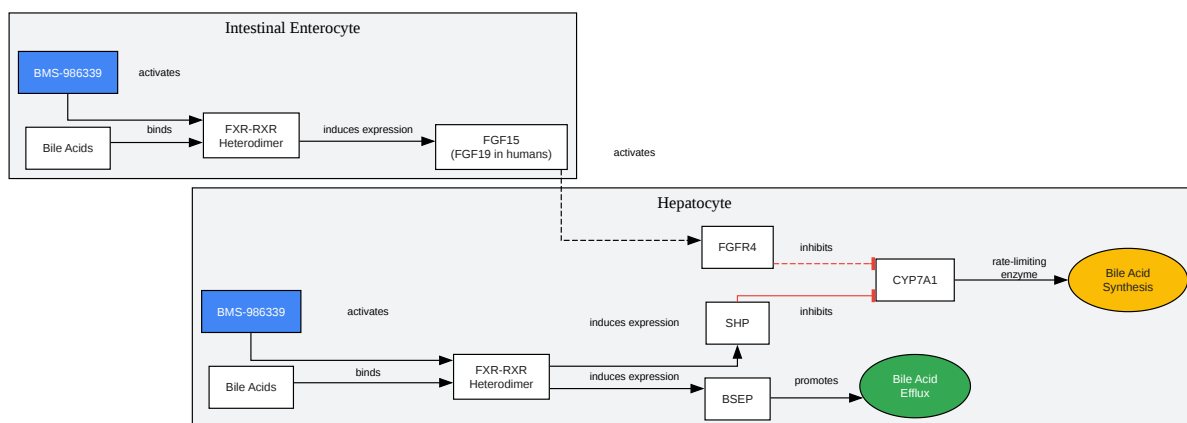 Intestinal Enterocyte
BMS-986339
activates
Bile Acids
binds
FXR-RXR
Heterodimer
induces expression
FGF15
(FGF19 in humans)
activates
Hepatocyte
FGFR4
inhibits
CYP7A1
rate-limiting
enzyme
Bile Acid
Synthesis
BMS-986339
activates
induces expression
SHP
inhibits
Bile Acids
binds
FXR-RXR
Heterodimer
induces expression
BSEP
promotes
Bile Acid
Efflux